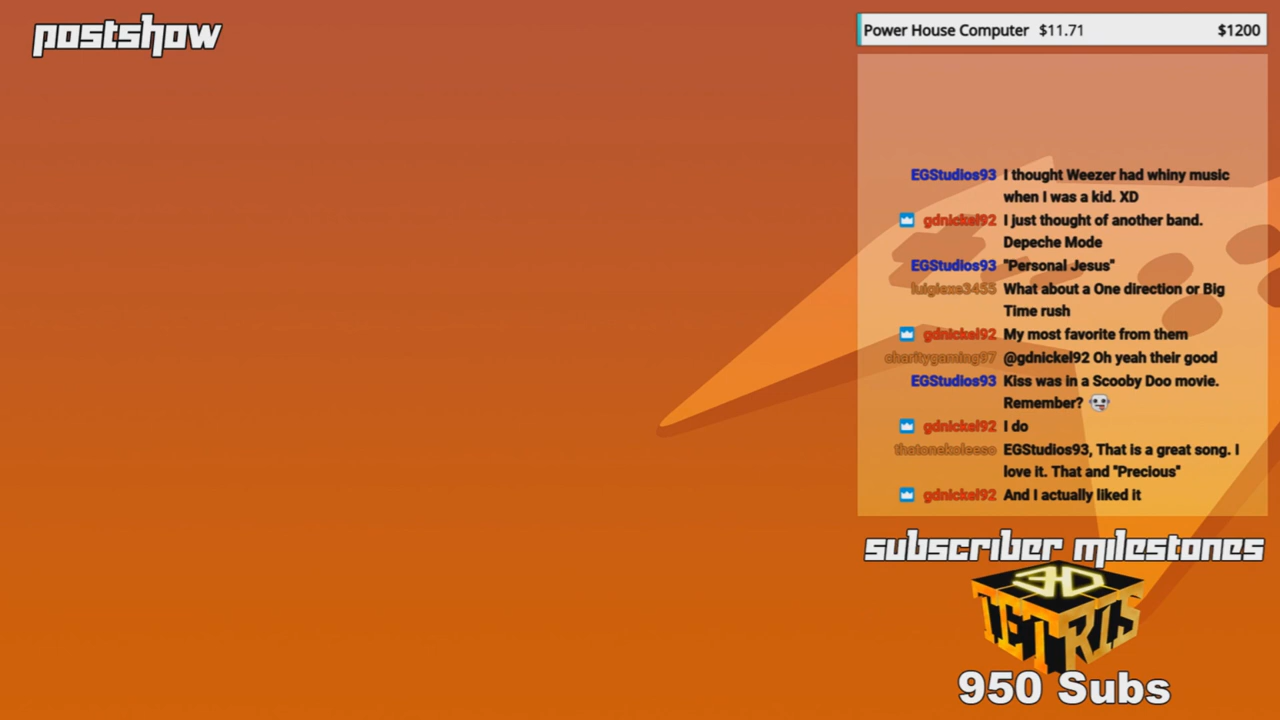 postshow
Power House Computer $11.71 $1200
EGStudios93 I thought Weezer had whiny music
when I was a kid. XD
gdnickel92 I just thought of another band.
Depeche Mode
EGStudios93 "Personal Jesus"
luigiexe3455 What about a One direction or Big
Time rush
gdnickel92 My most favorite from them
charitygaming97 @gdnickel92 Oh yeah their good
EGStudios93 Kiss was in a Scooby Doo movie.
Remember?
gdnickel92 I do
thatonekoleeso EGStudios93, That is a great song. I
love it. That and "Precious"
gdnickel92 And I actually liked it
subscriber milestones
3D
TETRIS
950 Subs